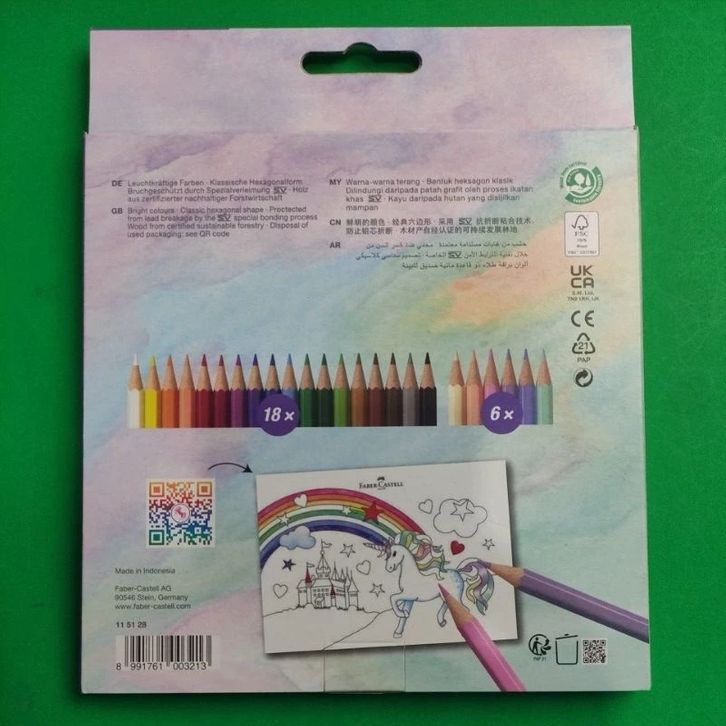 DE Leuchtkräftige Farben · Klassische Hexagonalform
Bruchgeschützt durch Spezialverleimung SV · Holz
aus zertifizierter nachhaltiger Forstwirtschaft
GB Bright colours · Classic hexagonal shape · Proctected
from lead breakage by the SV special bonding process
Wood from certified sustainable forestry · Disposal of
used packaging: see QR code
MY Warna-warna terang · Bentuk heksagon klasik
Dilindungi daripada patah grafit oleh proses ikatan
khas SV · Kayu daripada hutan yang disijilkan
mampan
CN 鲜明的颜色 · 经典六边形 · 采用 SV 抗折断粘合技术,
防止铅芯折断 · 木材产自经认证的可持续发展林地
AR
FSC
UK
CA
CE
21
PAP
18×
6×
FABER-CASTELL
Made in Indonesia
Faber-Castell AG
90546 Stein, Germany
www.faber-castell.com
11 51 28
8 991761 003213